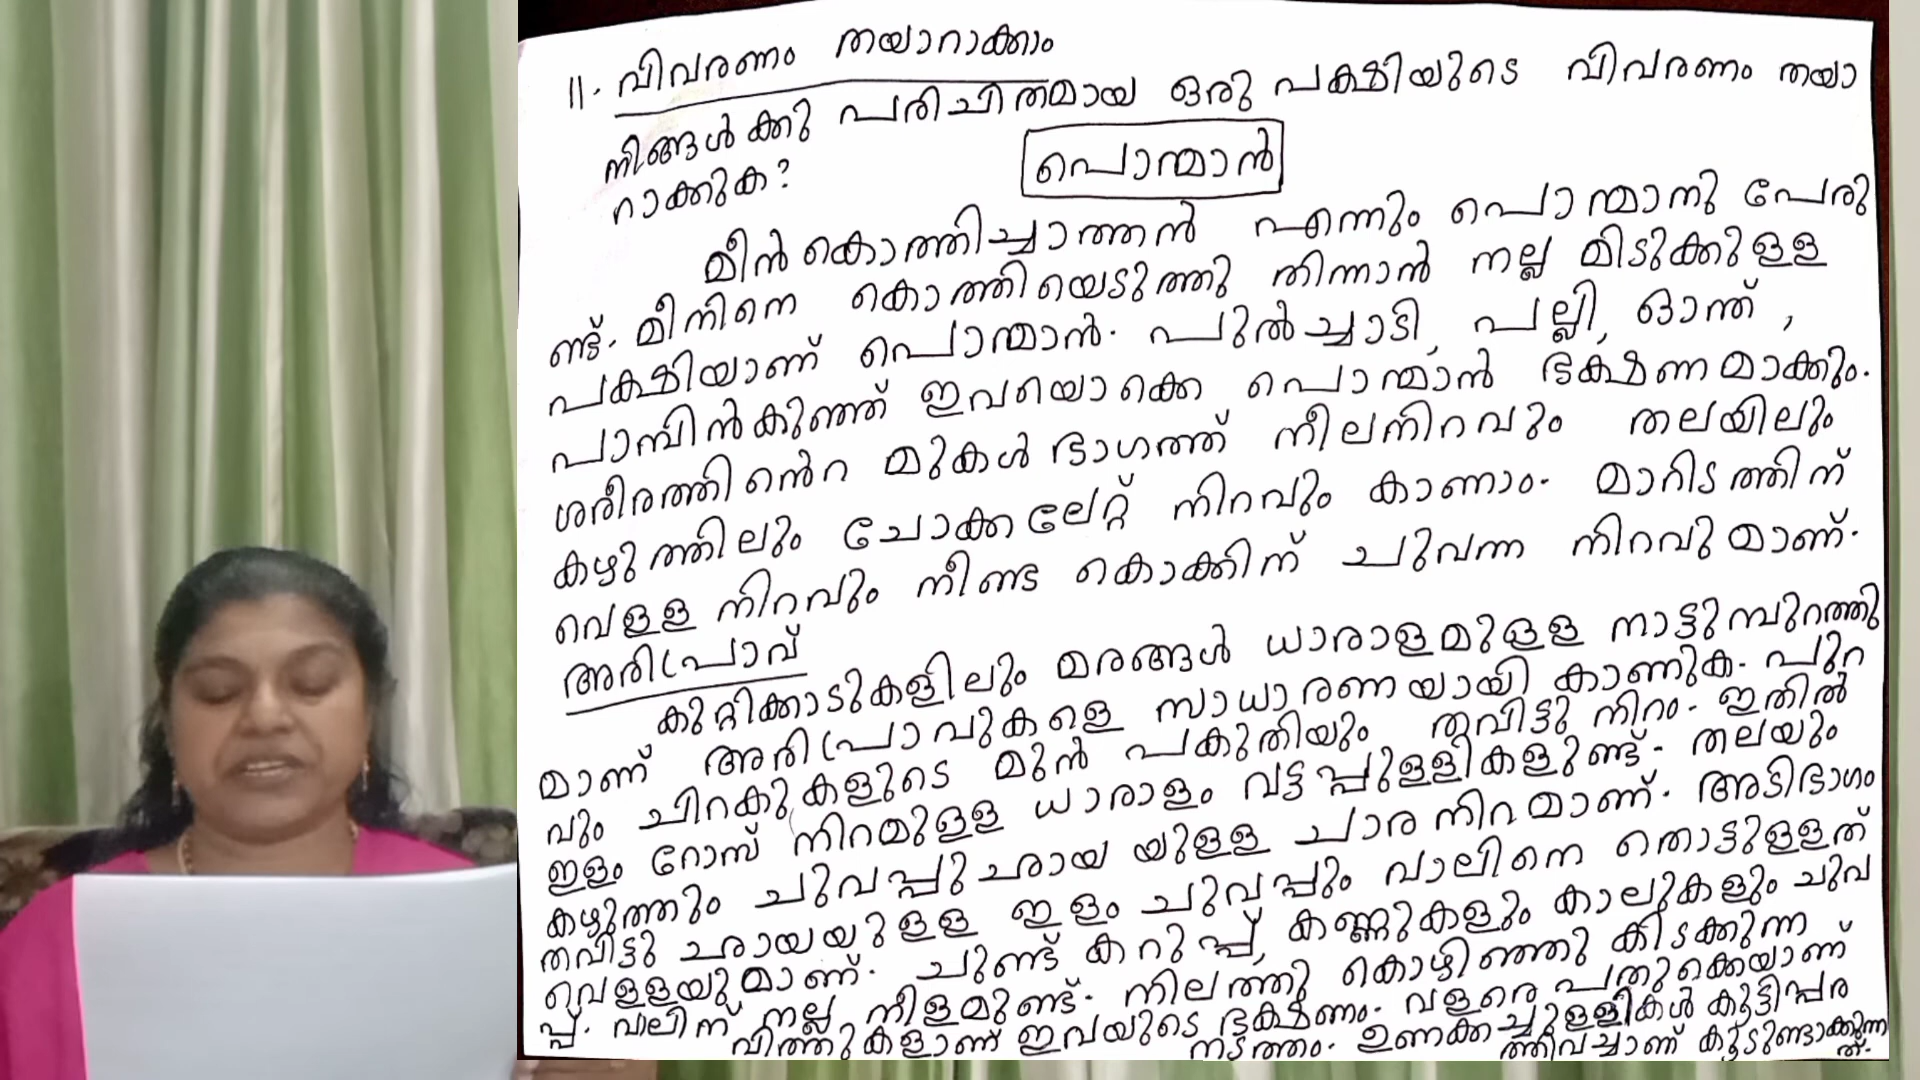 11. വിവരണം തയാറാക്കാം
നിങ്ങൾക്കു പരിചിതമായ ഒരു പക്ഷിയുടെ വിവരണം തയാ
റാക്കുക?
പൊന്മാൻ
മീൻകൊത്തിച്ചാത്തൻ എന്നും പൊന്മാനു പേരു
ണ്ട്. മീനിനെ കൊത്തിയെടുത്തു തിന്നാൻ നല്ല മിടുക്കുള്ള
പക്ഷിയാണ് പൊന്മാൻ. പുൽച്ചാടി, പല്ലി, ഓന്ത്,
പാമ്പിൻകുഞ്ഞ് ഇവയൊക്കെ പൊന്മാൻ ഭക്ഷണമാക്കും.
ശരീരത്തിൻെറ മുകൾ ഭാഗത്ത് നീലനിറവും തലയിലും
കഴുത്തിലും ചോക്കലേറ്റ് നിറവും കാണാം. മാറിടത്തിന്
വെള്ള നിറവും നീണ്ട കൊക്കിന് ചുവന്ന നിറവുമാണ്.
അരിപ്രാവ്
കുറ്റിക്കാടുകളിലും മരങ്ങൾ ധാരാളമുള്ള നാട്ടുമ്പുറത്തു
മാണ് അരിപ്രാവുകളെ സാധാരണയായി കാണുക. പുറ
വും ചിറകുകളുടെ മുൻ പകുതിയും തവിട്ടു നിറം. ഇതിൽ
ഇളം റോസ് നിറമുള്ള ധാരാളം വട്ടപ്പുള്ളികളുണ്ട്. തലയും
കഴുത്തും ചുവപ്പു ഛായയുള്ള ചാരനിറമാണ്. അടിഭാഗം
തവിട്ടു ഛായയുള്ള ഇളം ചുവപ്പും വാലിനെ തൊട്ടുള്ളത്
വെള്ളയുമാണ്. ചുണ്ട് കറുപ്പ്, കണ്ണുകളും കാലുകളും ചുവ
പ്പ്. വാലിന് നല്ല നീളമുണ്ട്. നിലത്തു കൊഴിഞ്ഞു കിടക്കുന്ന
വിത്തുകളാണ് ഇവയുടെ ഭക്ഷണം. വളരെ പതുക്കെയാണ്
നടത്തം. ഉണക്കച്ചുള്ളികൾ കൂട്ടിപ്പര
ത്തിവച്ചാണ് കൂടുണ്ടാക്കുന്ന
ത്.